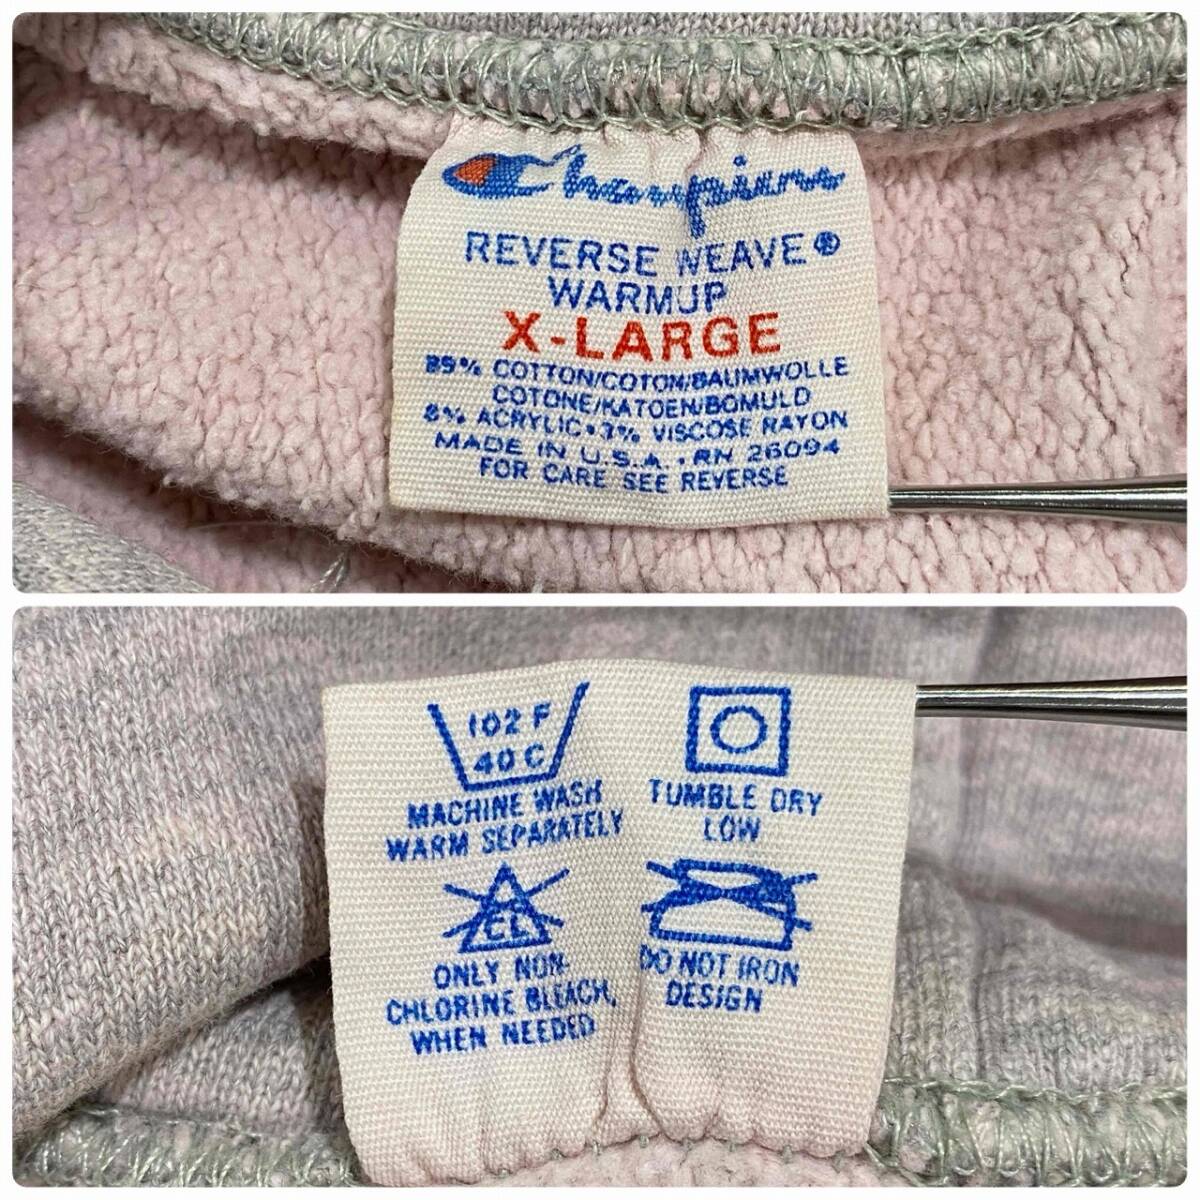 Champion
REVERSE WEAVE ®
WARMUP
X-LARGE
89% COTTON/COTON/BAUMWOLLE
COTONE/KATOEN/BOMULD
8% ACRYLIC • 3% VISCOSE RAYON
MADE IN U.S.A. • RN 26094
FOR CARE SEE REVERSE
102 F
40 C
MACHINE WASH
WARM SEPARATELY
TUMBLE DRY
LOW
CL
ONLY NON-
CHLORINE BLEACH,
WHEN NEEDED
DO NOT IRON
DESIGN